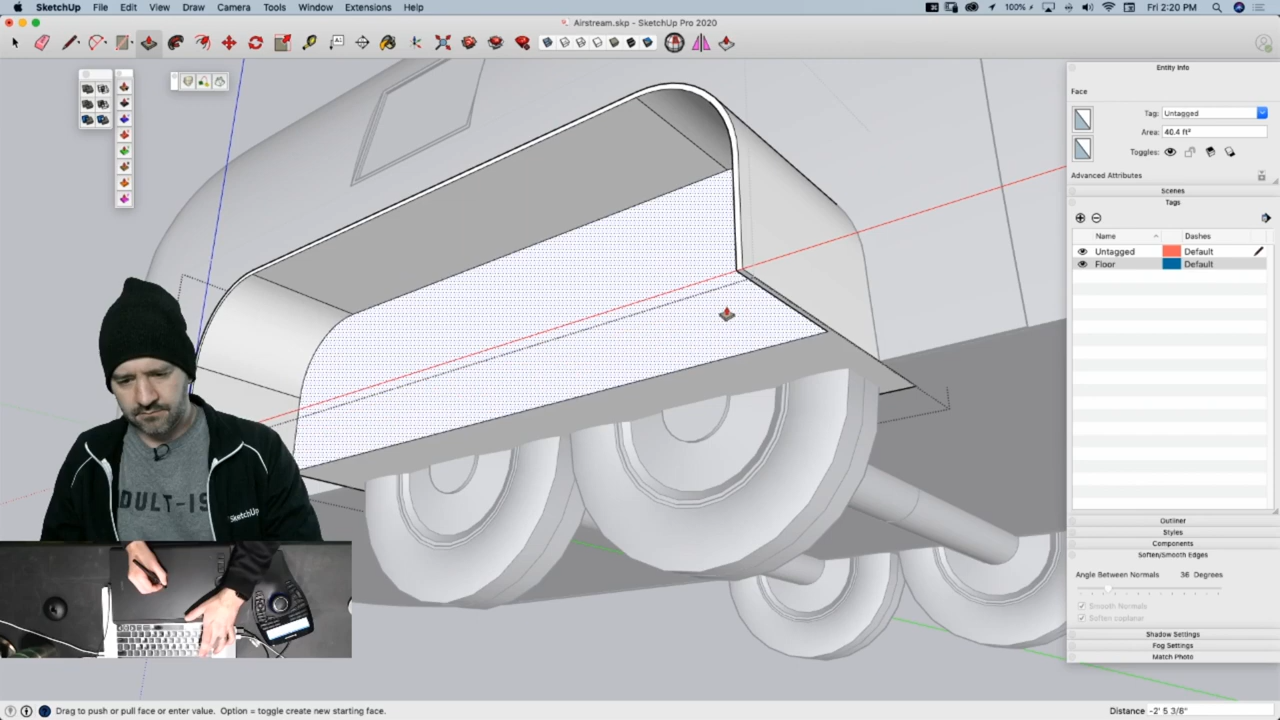 SketchUp File Edit View Draw Camera Tools Window Extensions Help
100% Fri 2:20 PM
Airstream.skp - SketchUp Pro 2020
Entity Info
Face
Tag: Untagged
Area: 40.4 ft²
Toggles:
Advanced Attributes
Scenes
Tags
Name Dashes
Untagged Default
Floor Default
Outliner
Styles
Components
Soften/Smooth Edges
Angle Between Normals 36 Degrees
Smooth Normals
Soften coplanar
Shadow Settings
Fog Settings
Match Photo
DULT-IS
SketchUp
Drag to push or pull face or enter value. Option = toggle create new starting face.
Distance -2' 5 3/8"